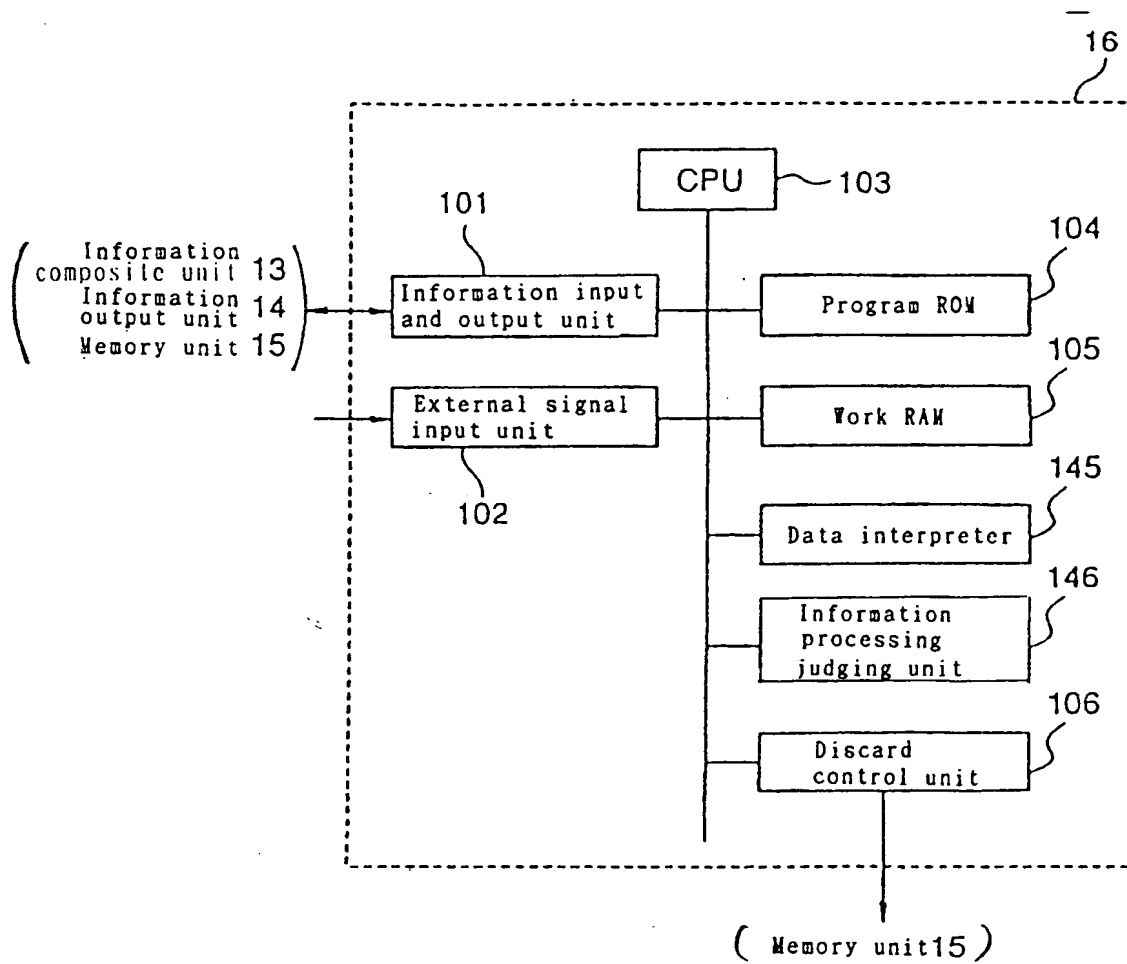 16
CPU
103
101
104
Information
composite unit 13
Information
output unit 14
Memory unit 15
Information input
and output unit
Program ROM
105
External signal
input unit
Work RAM
102
145
Data interpreter
146
Information
processing
judging unit
106
Discard
control unit
( Memory unit 15 )